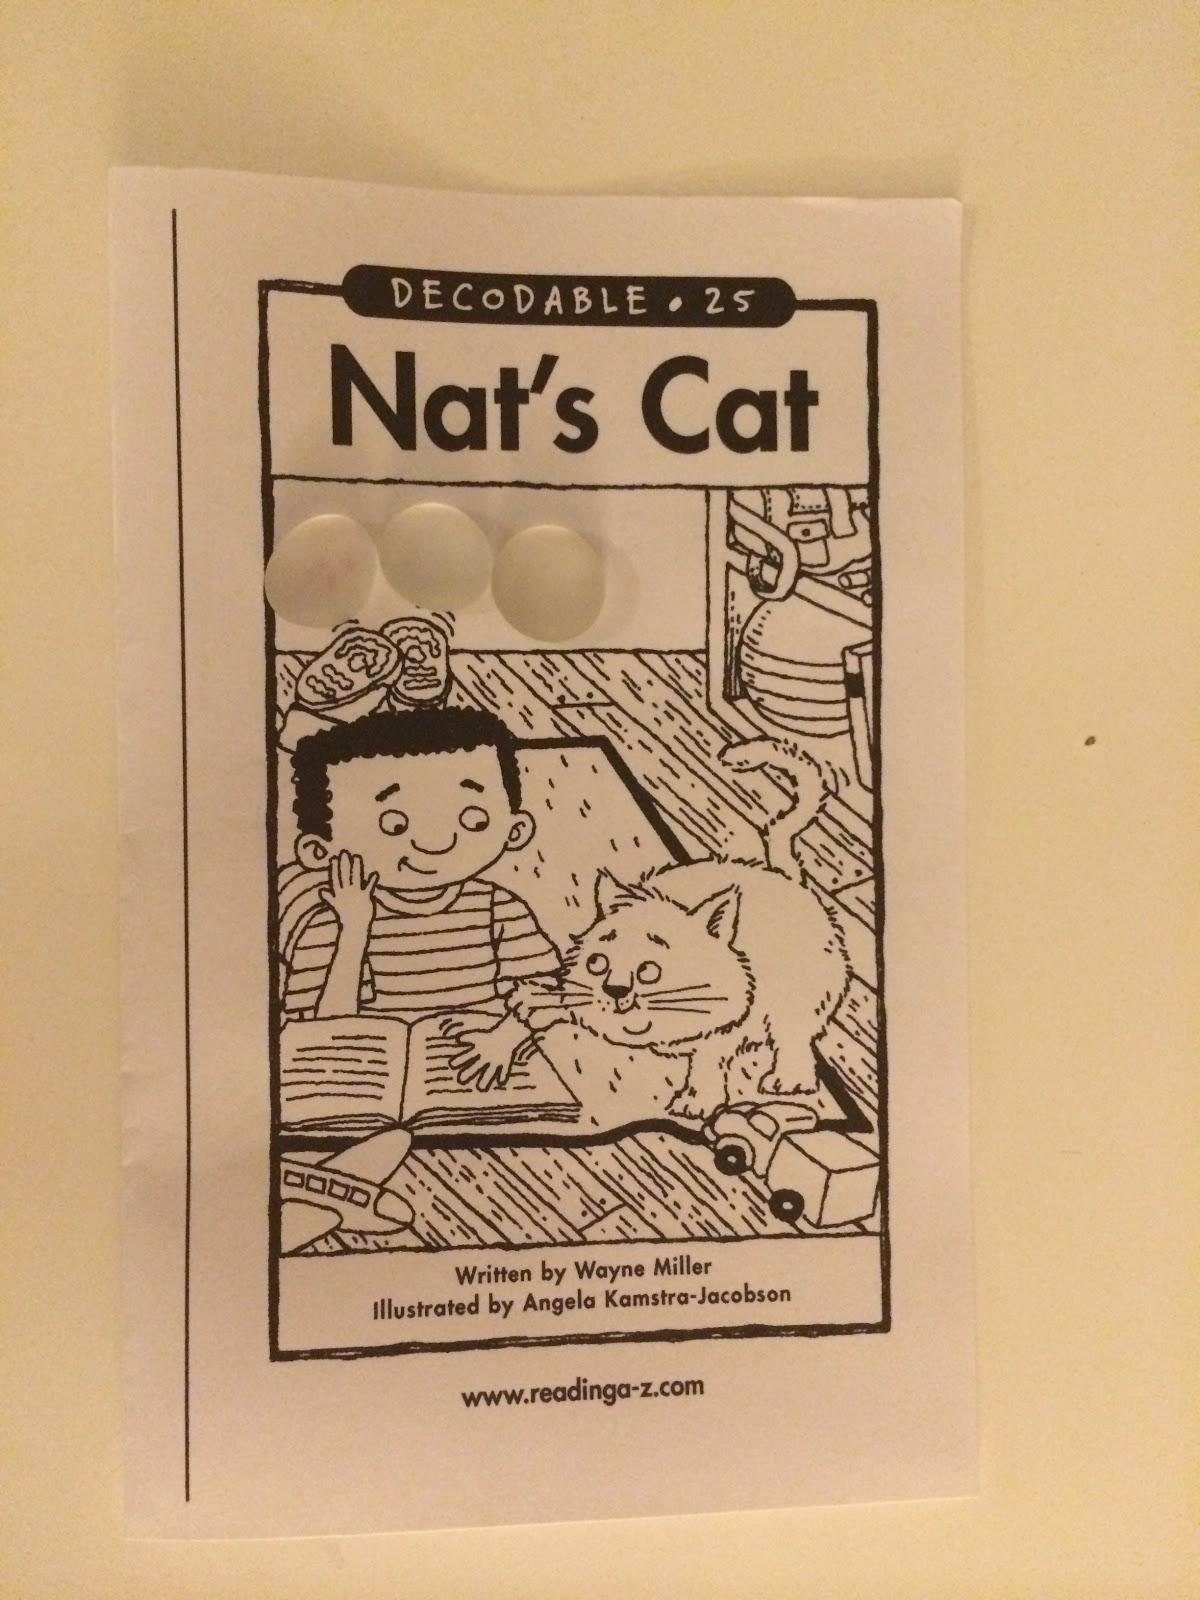 DECODABLE • 25
Nat's Cat
Written by Wayne Miller
Illustrated by Angela Kamstra-Jacobson
www.readinga-z.com